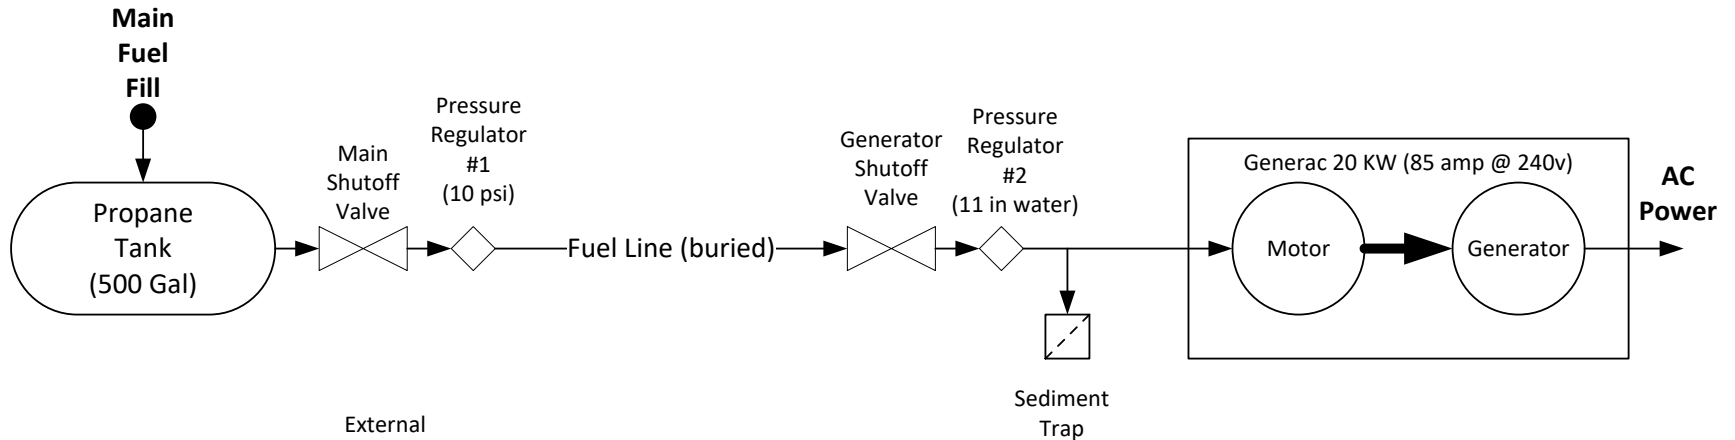 Main
Fuel
Fill
Propane
Tank
(500 Gal)
Main
Shutoff
Valve
Pressure
Regulator
#1
(10 psi)
Fuel Line (buried)
Generator
Shutoff
Valve
Pressure
Regulator
#2
(11 in water)
Sediment
Trap
Generac 20 KW (85 amp @ 240v)
Motor
Generator
AC
Power
External